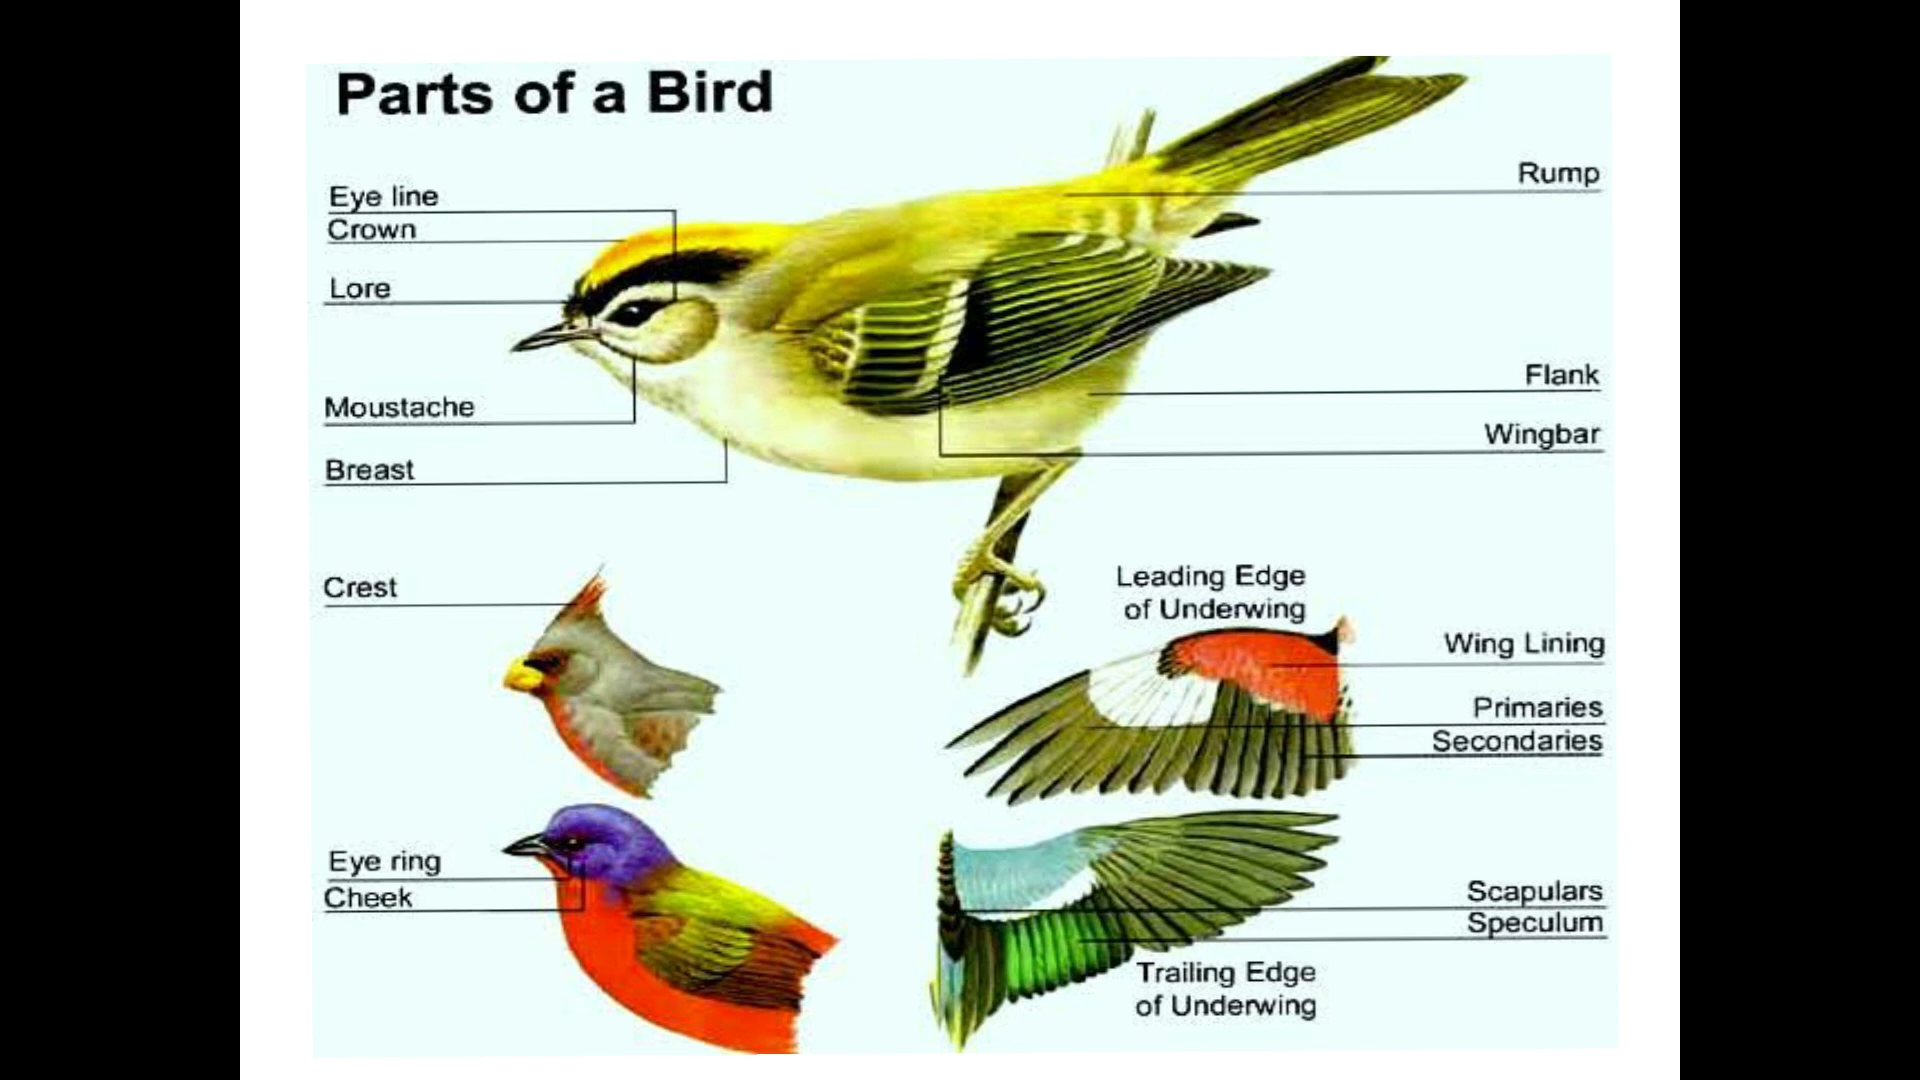 Parts of a Bird
Eye line
Crown
Lore
Moustache
Breast
Rump
Flank
Wingbar
Crest
Leading Edge
of Underwing
Wing Lining
Primaries
Secondaries
Eye ring
Cheek
Scapulars
Speculum
Trailing Edge
of Underwing